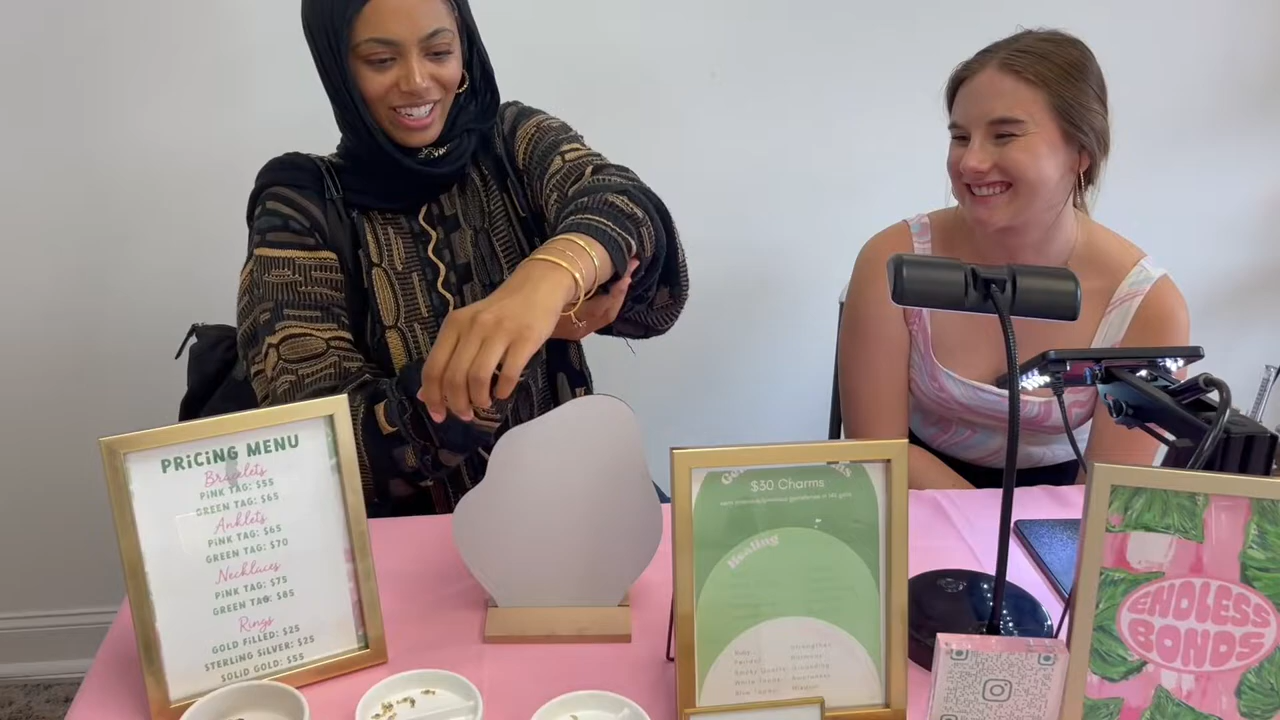 PRiCiNG MENU
Bracelets
PiNK TAG: $55
GREEN TAG: $65
Anklets
PiNK TAG: $65
GREEN TAG: $70
Necklaces
PiNK TAG: $75
GREEN TAG: $85
Rings
GOLD FiLLED: $25
STERLiNG SiLVER: $25
SOLiD GOLD: $55
$30 Charms
Healing
ENDLESS
BONDS